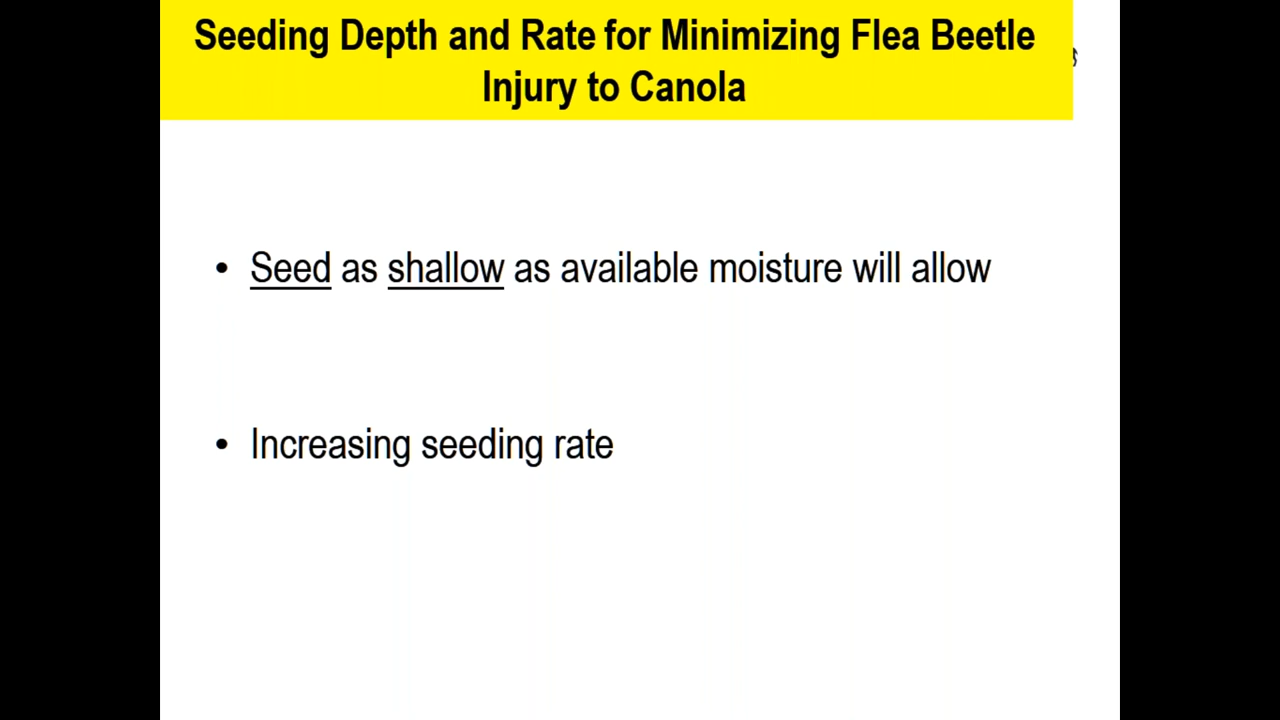 Seeding Depth and Rate for Minimizing Flea Beetle
Injury to Canola
• Seed as shallow as available moisture will allow
• Increasing seeding rate